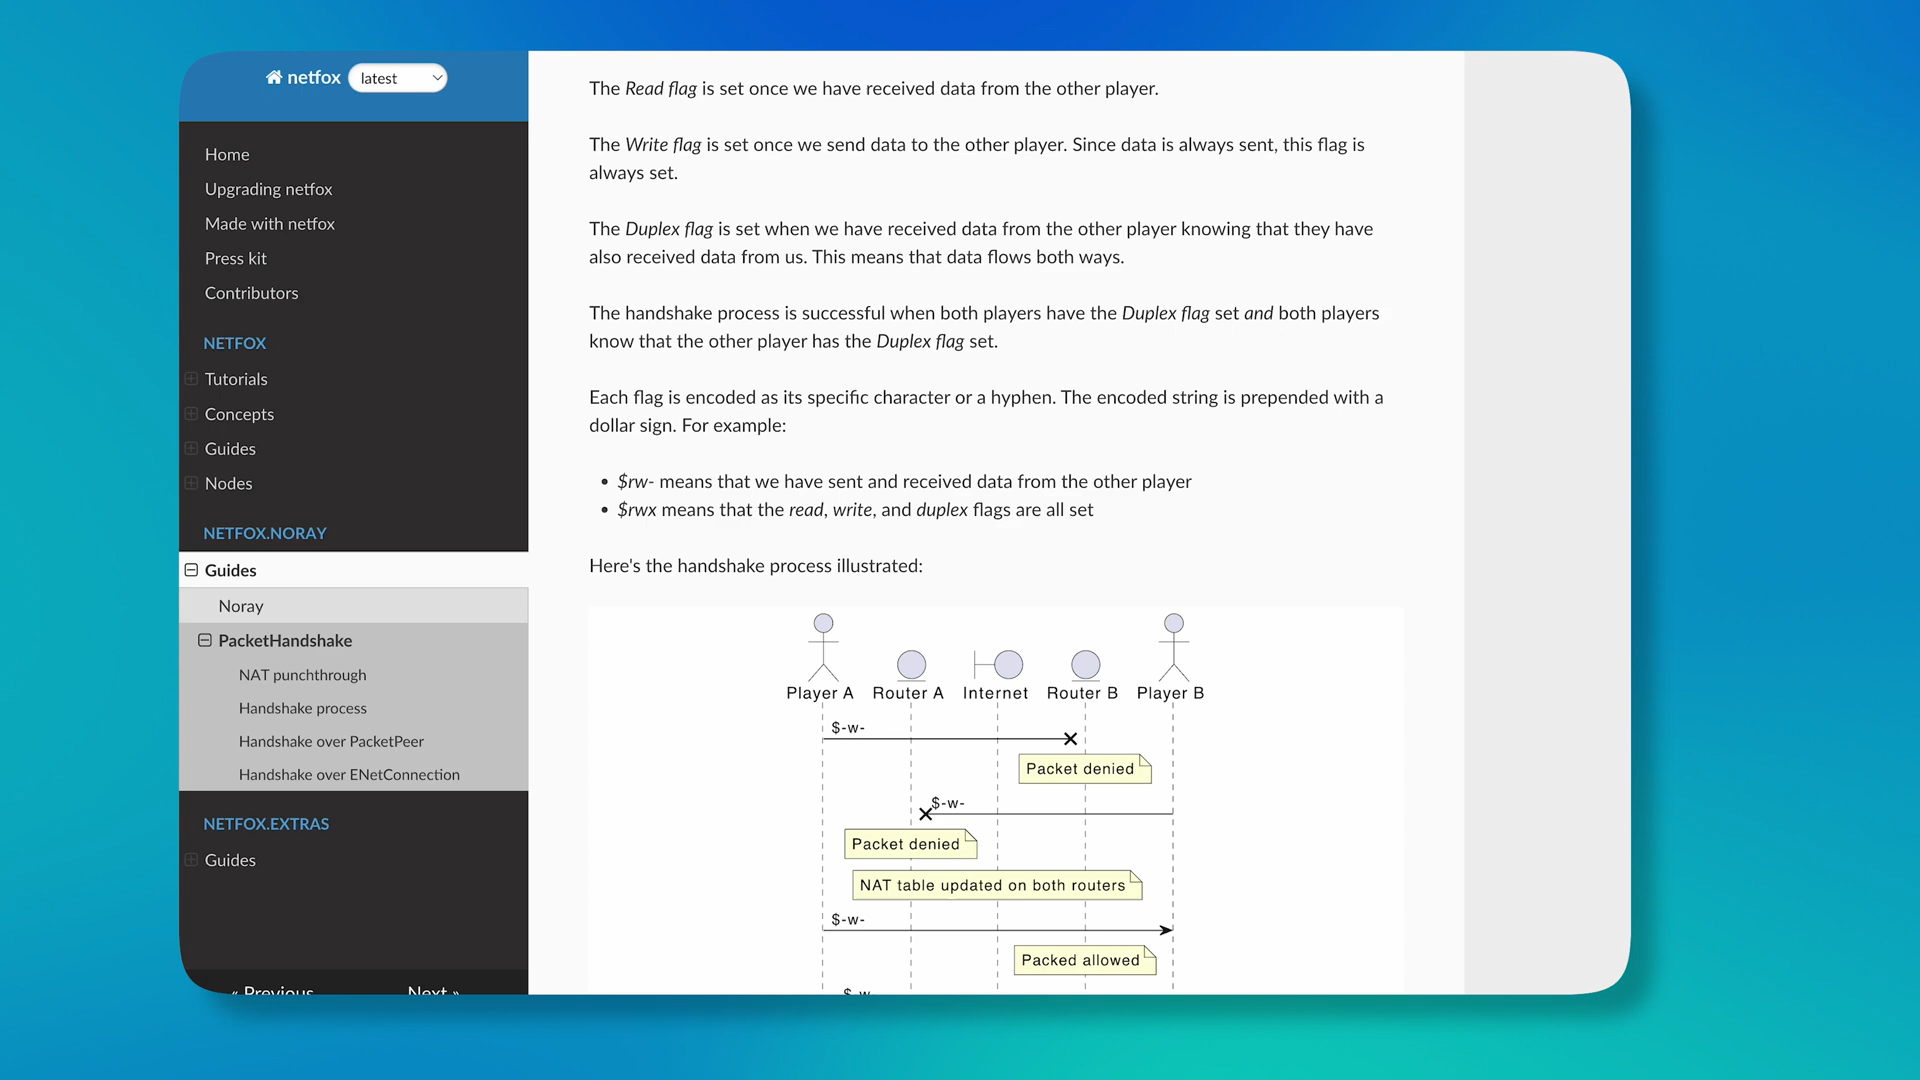 netfox latest
Home
Upgrading netfox
Made with netfox
Press kit
Contributors
NETFOX
Tutorials
Concepts
Guides
Nodes
NETFOX.NORAY
Guides
Noray
PacketHandshake
NAT punchthrough
Handshake process
Handshake over PacketPeer
Handshake over ENetConnection
NETFOX.EXTRAS
Guides
« Previous Next »
The Read flag is set once we have received data from the other player.
The Write flag is set once we send data to the other player. Since data is always sent, this flag is
always set.
The Duplex flag is set when we have received data from the other player knowing that they have
also received data from us. This means that data flows both ways.
The handshake process is successful when both players have the Duplex flag set and both players
know that the other player has the Duplex flag set.
Each flag is encoded as its specific character or a hyphen. The encoded string is prepended with a
dollar sign. For example:
• $rw- means that we have sent and received data from the other player
• $rwx means that the read, write, and duplex flags are all set
Here's the handshake process illustrated:
Player A Router A Internet Router B Player B
$-w-
Packet denied
$-w-
Packet denied
NAT table updated on both routers
$-w-
Packed allowed